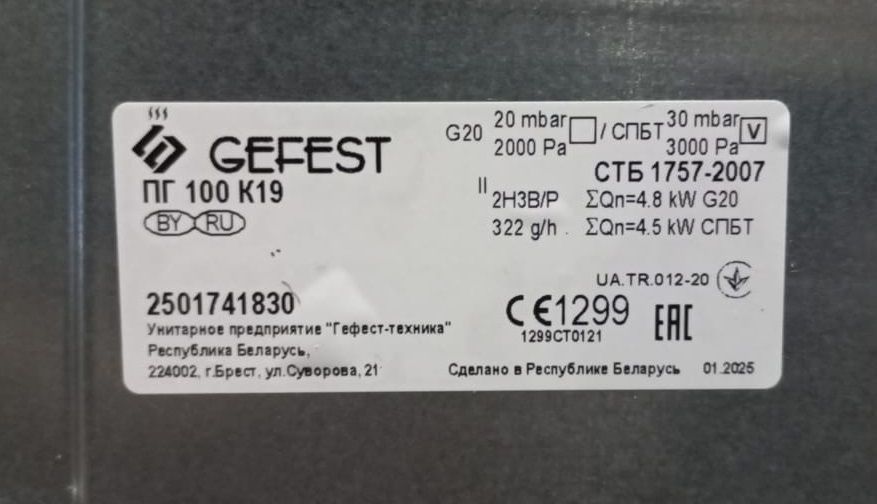 GEFEST
ПГ 100 К19
BY RU
G20 20 mbar / СПБТ 30 mbar V
2000 Pa 3000 Pa
СТБ 1757-2007
II 2H3B/P ΣQn=4.8 kW G20
322 g/h . ΣQn=4.5 kW СПБТ
UA.TR.012-20
2501741830
CE1299
1299CT0121
EAC
Унитарное предприятие "Гефест-техника"
Республика Беларусь,
224002, г.Брест, ул.Суворова, 21
Сделано в Республике Беларусь 01.2025